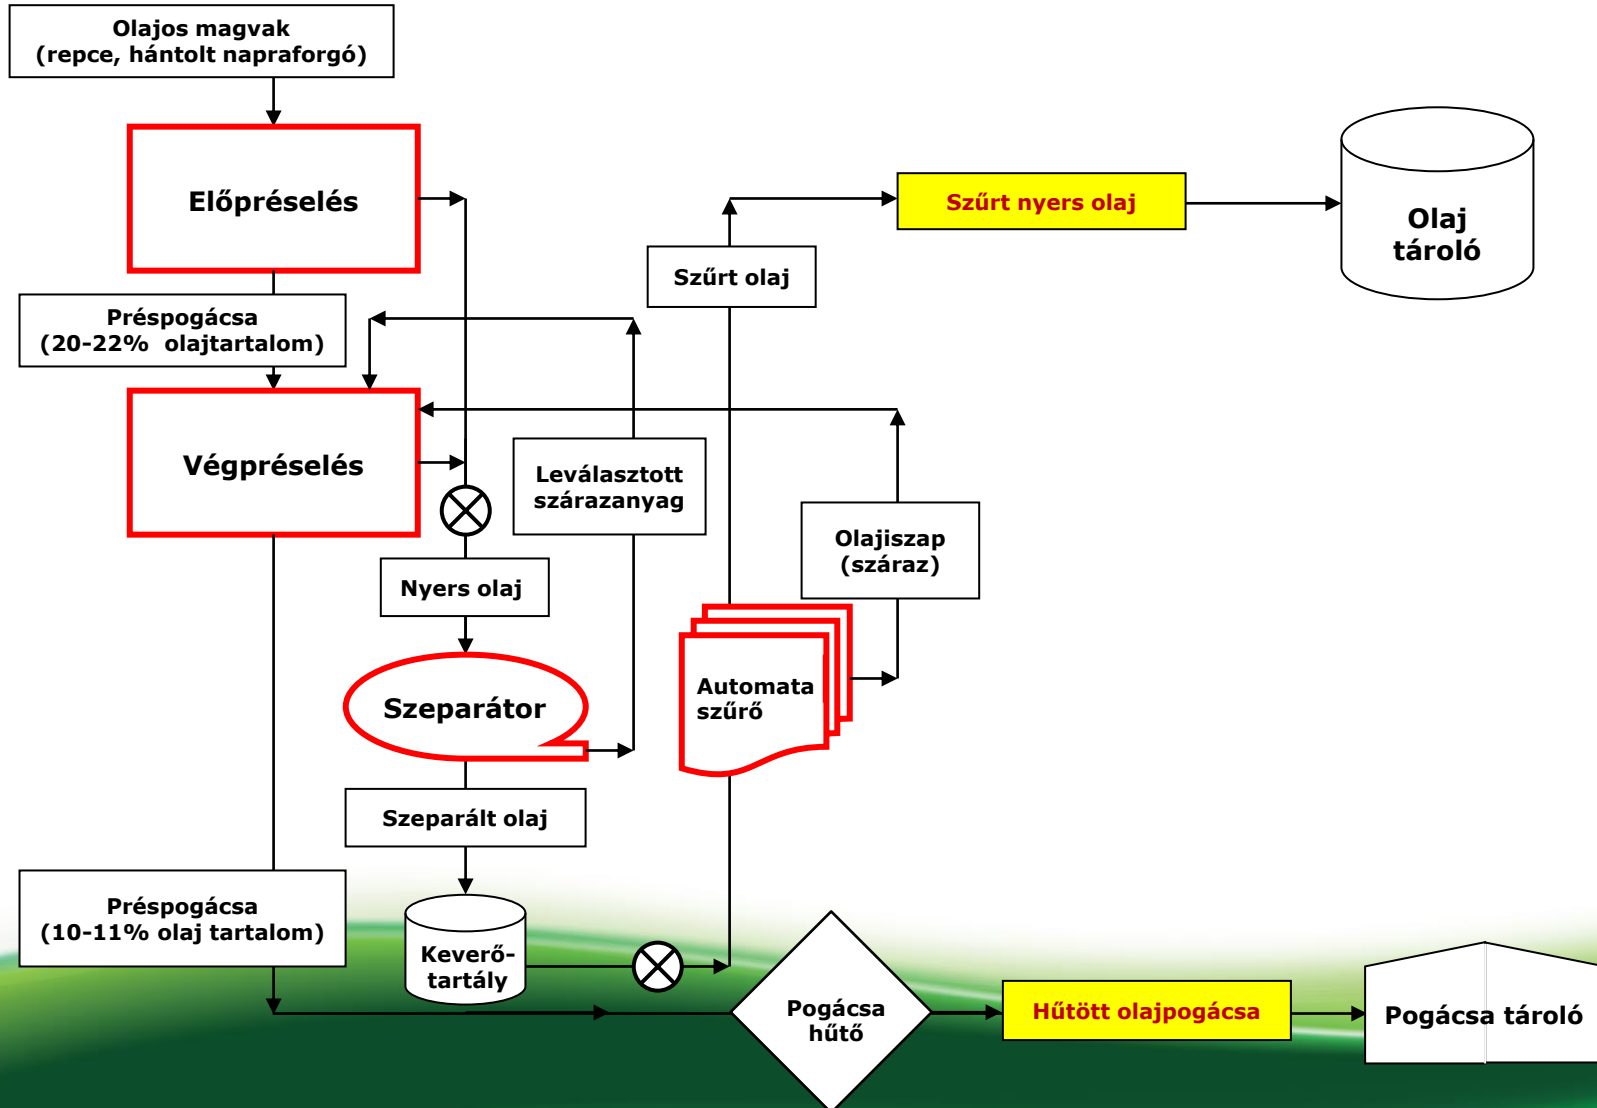 Olajos magvak
(repce, hántolt napraforgó)
Előpréselés
Szűrt nyers olaj
Olaj
tároló
Szűrt olaj
Préspogácsa
(20-22% olajtartalom)
Végpréselés
Leválasztott
szárazanyag
Olajiszap
(száraz)
Nyers olaj
Szeparátor
Automata
szűrő
Szeparált olaj
Préspogácsa
(10-11% olaj tartalom)
Keverő-
tartály
Pogácsa
hűtő
Hűtött olajpogácsa
Pogácsa tároló